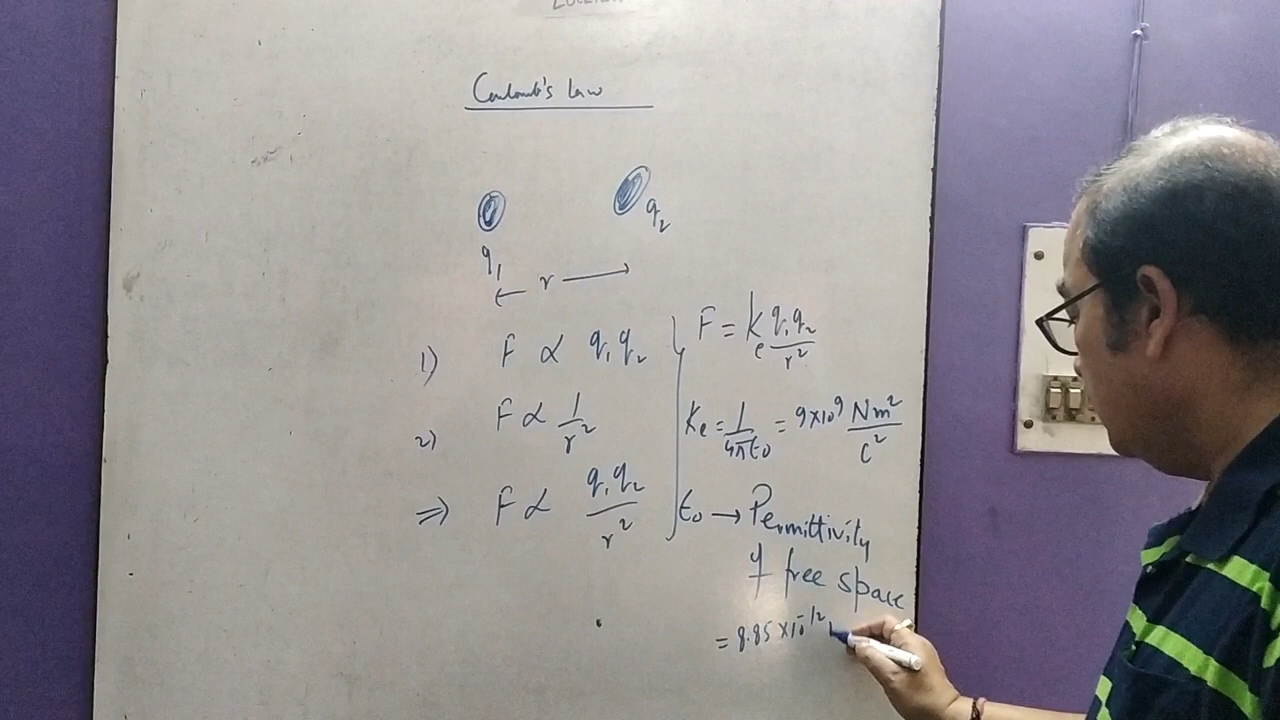 Coulomb's Law
q₂
q₁
r
1) F ∝ q₁q₂
2) F ∝ 1/r²
⇒) F ∝ q₁q₂/r²
F = kₑ q₁q₂/r²
Kₑ = 1/4πε₀ = 9×10⁹ Nm²/C²
ε₀ → Permittivity
of free space
= 8.85 ×10⁻¹²